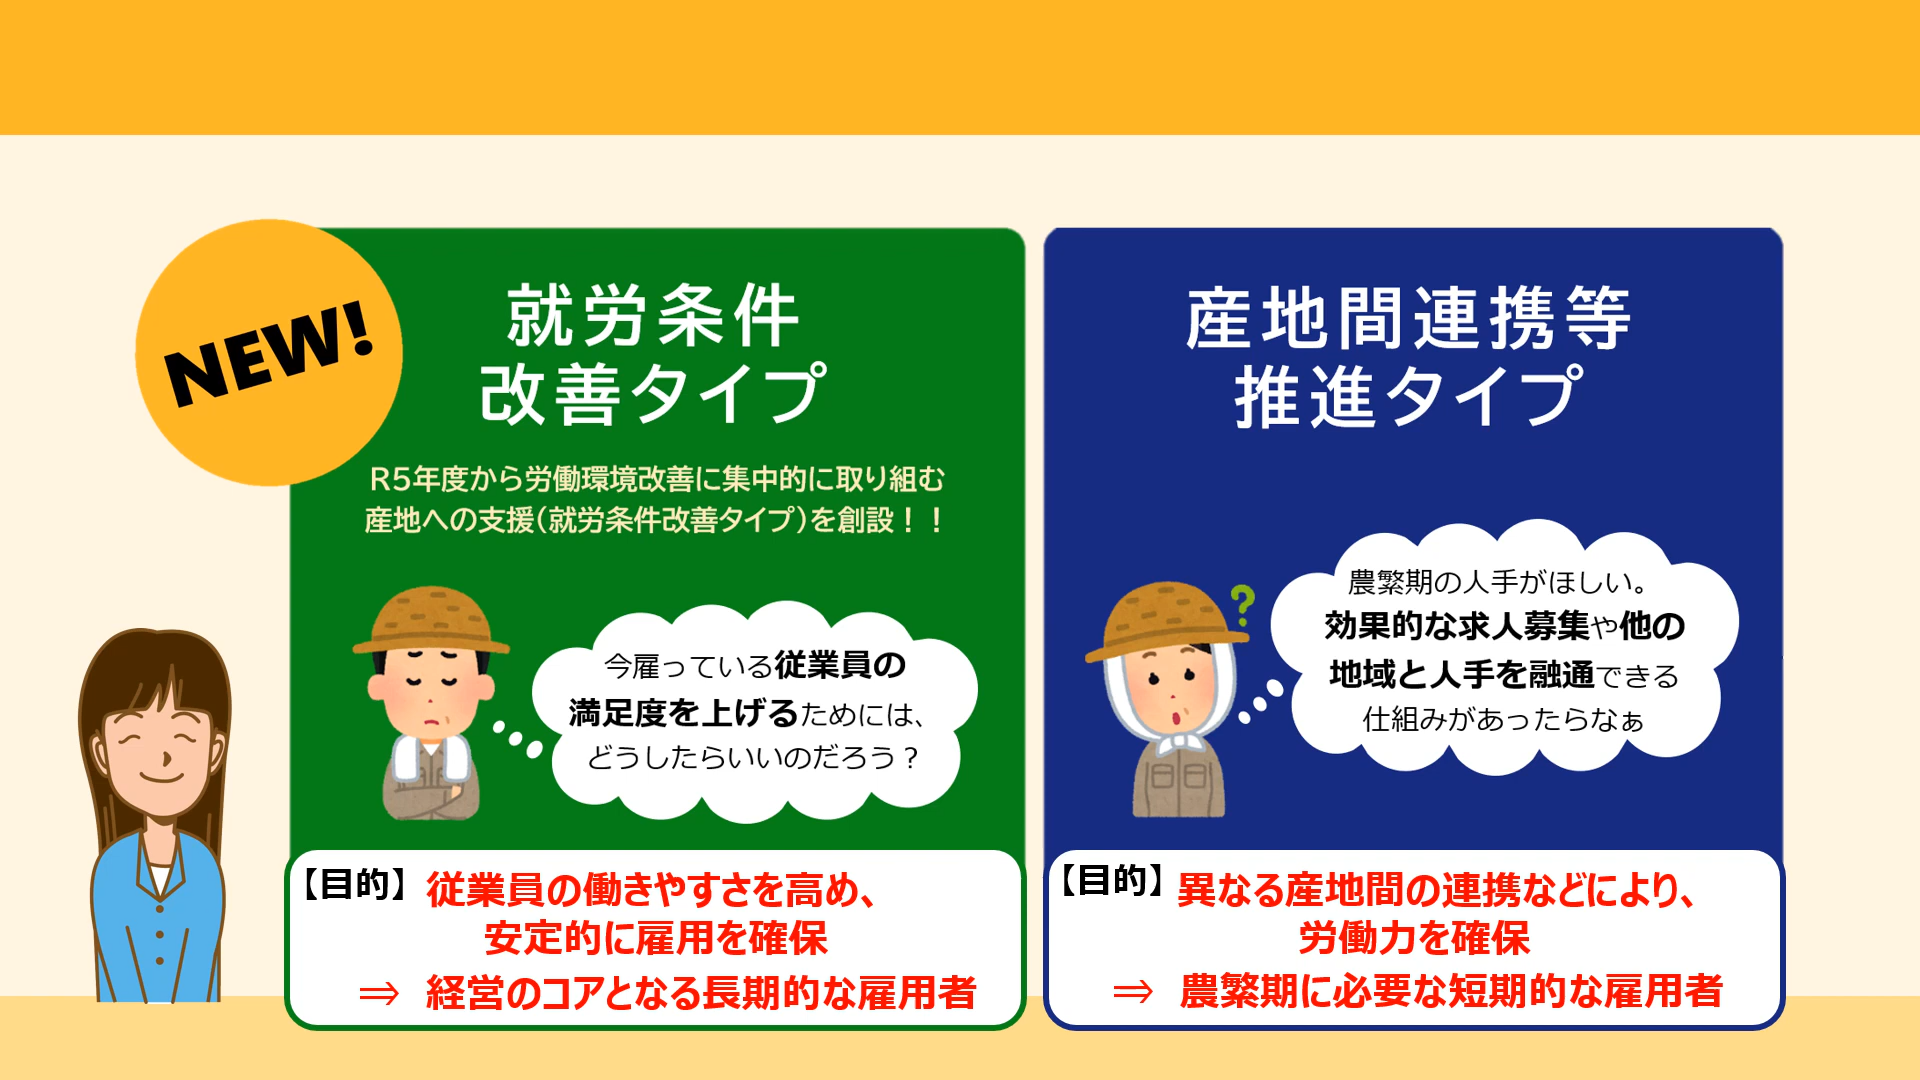 NEW!
就労条件
改善タイプ
R5年度から労働環境改善に集中的に取り組む
産地への支援(就労条件改善タイプ)を創設！！
今雇っている従業員の
満足度を上げるためには、
どうしたらいいのだろう？
【目的】従業員の働きやすさを高め、
安定的に雇用を確保
⇒ 経営のコアとなる長期的な雇用者
産地間連携等
推進タイプ
?
農繁期の人手がほしい。
効果的な求人募集や他の
地域と人手を融通できる
仕組みがあったらなぁ
【目的】異なる産地間の連携などにより、
労働力を確保
⇒ 農繁期に必要な短期的な雇用者